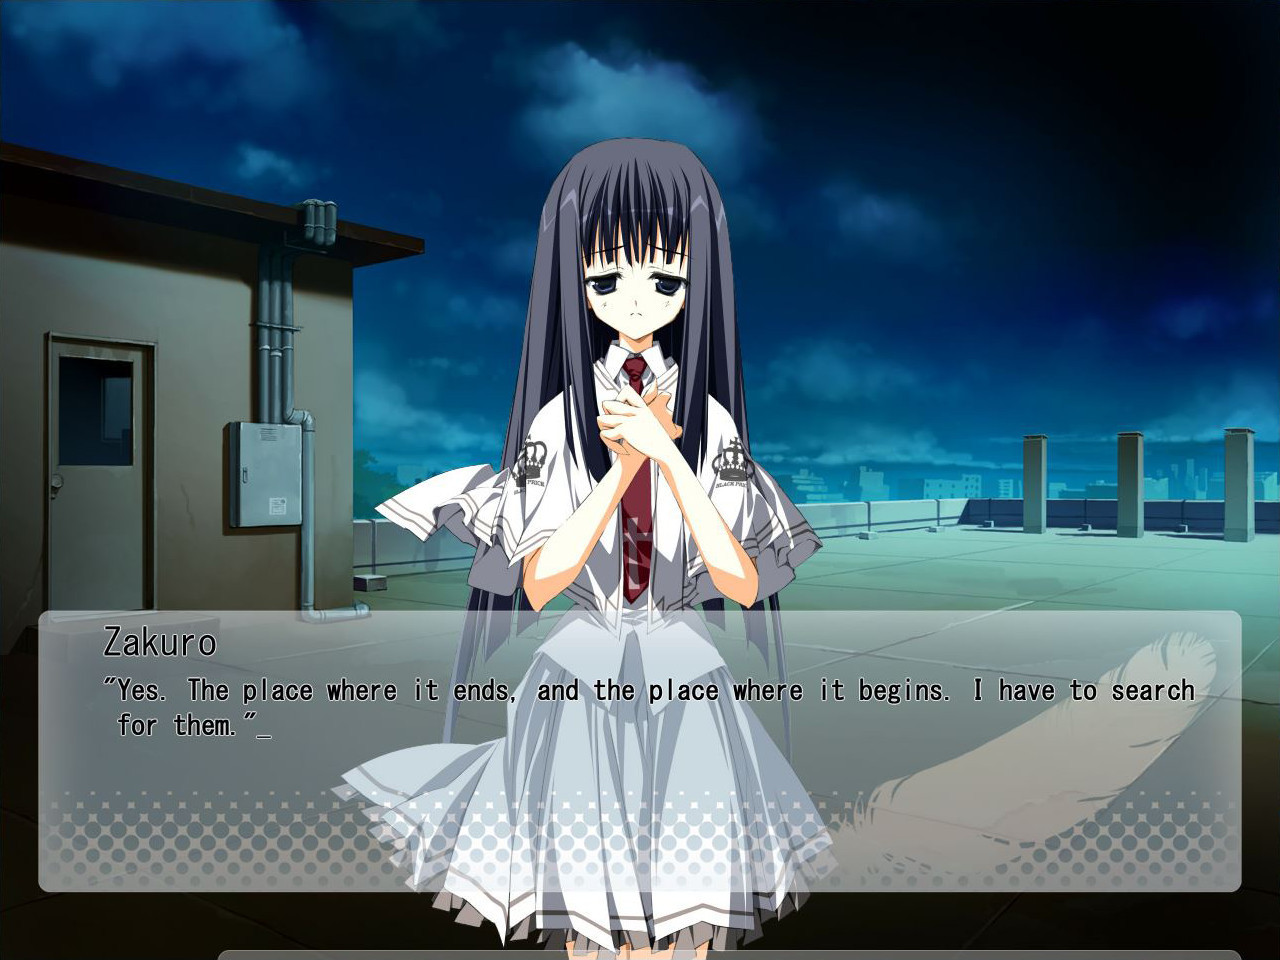 Zakuro
"Yes. The place where it ends, and the place where it begins. I have to search
for them."_